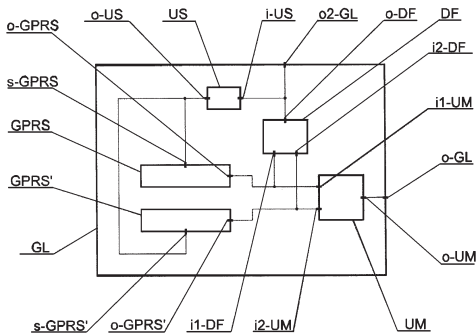 o-GPRS
o-US
US
i-US
o2-GL
o-DF
DF
i2-DF
s-GPRS
GPRS
i1-UM
GPRS'
o-GL
GL
o-UM
s-GPRS'
o-GPRS'
i1-DF
i2-UM
UM